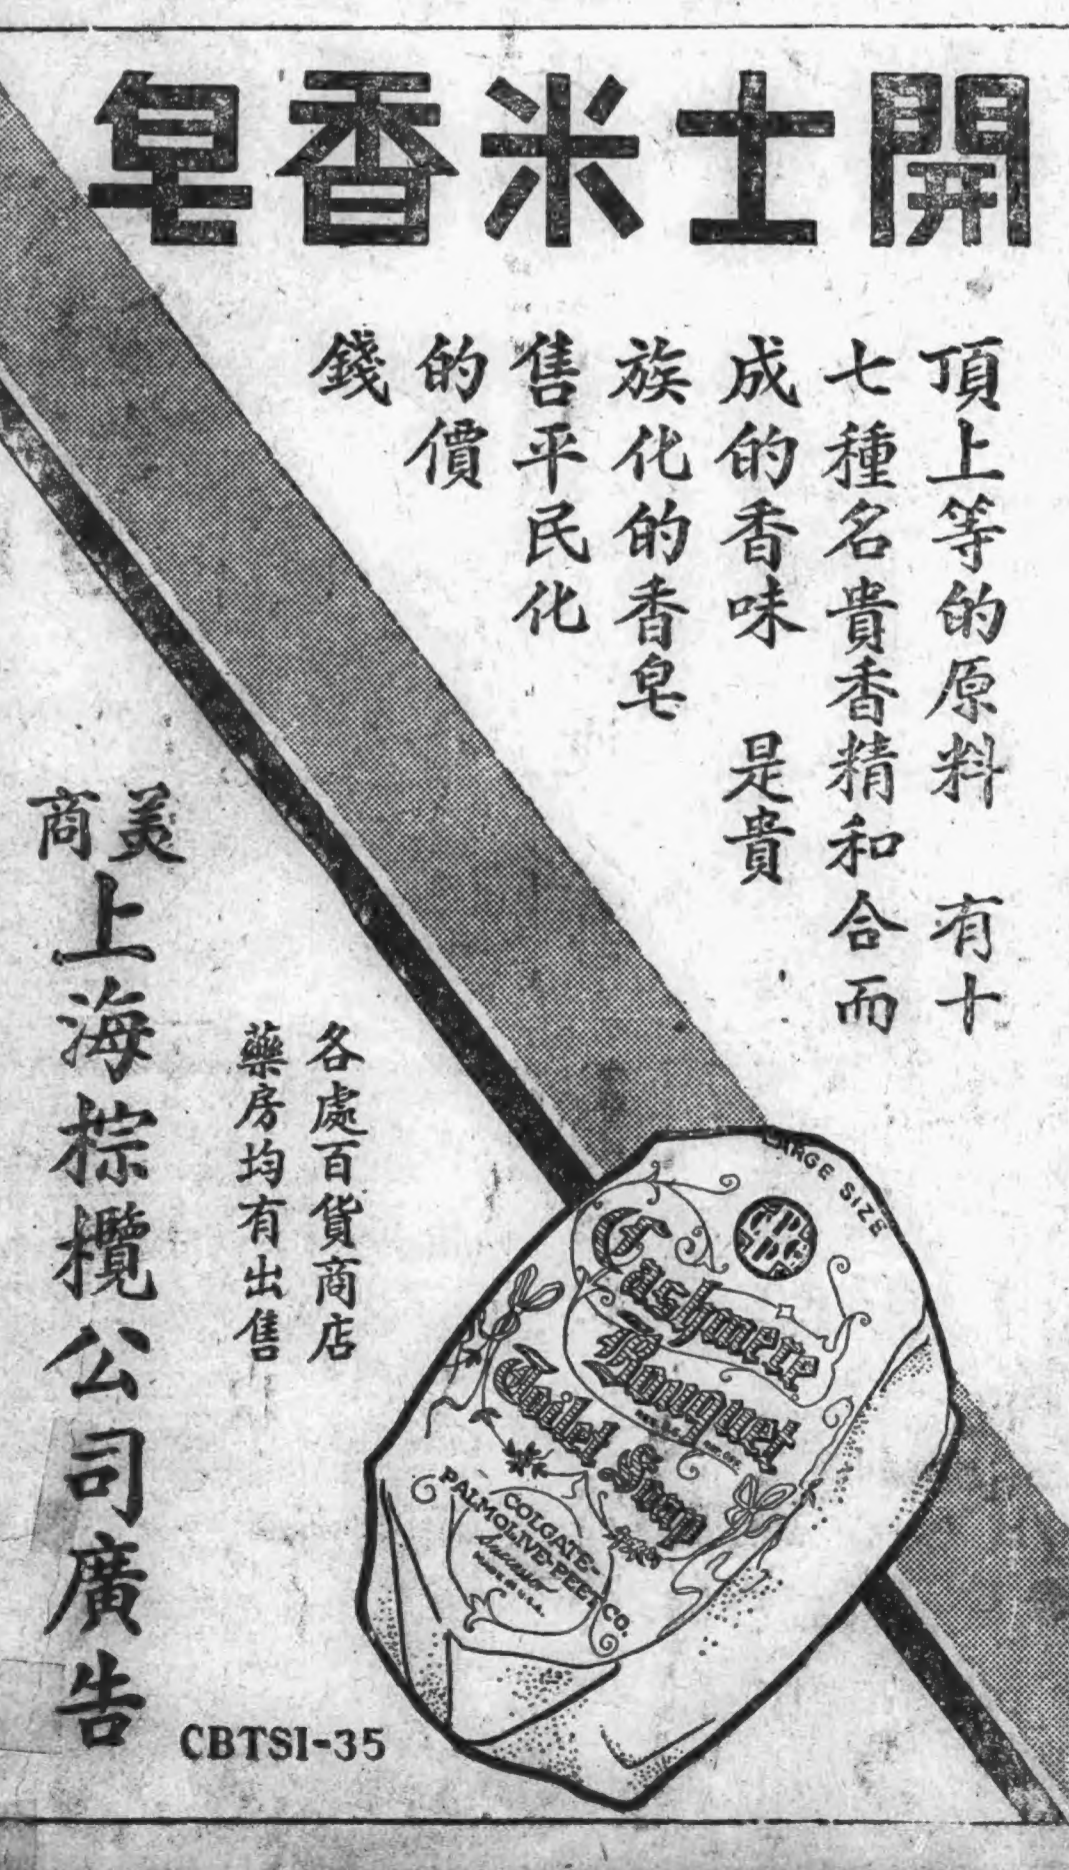 開士米香皂
頂上等的原料　有十
七種名貴香精和合而
成的香味　是貴
族化的香皂
售平民化
的價
錢
各處百貨商店
藥房均有出售
美商
上海棕欖公司廣告
LARGE SIZE
Cashmere
Bouquet
Toilet Soap
COLGATE-
PALMOLIVE-PEET CO.
CBTSI-35